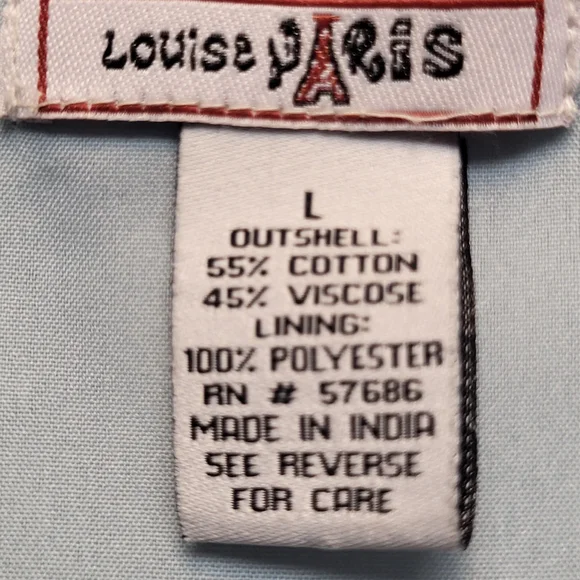 Louise PARis
L
OUTSHELL:
55% COTTON
45% VISCOSE
LINING:
100% POLYESTER
RN # 57686
MADE IN INDIA
SEE REVERSE
FOR CARE